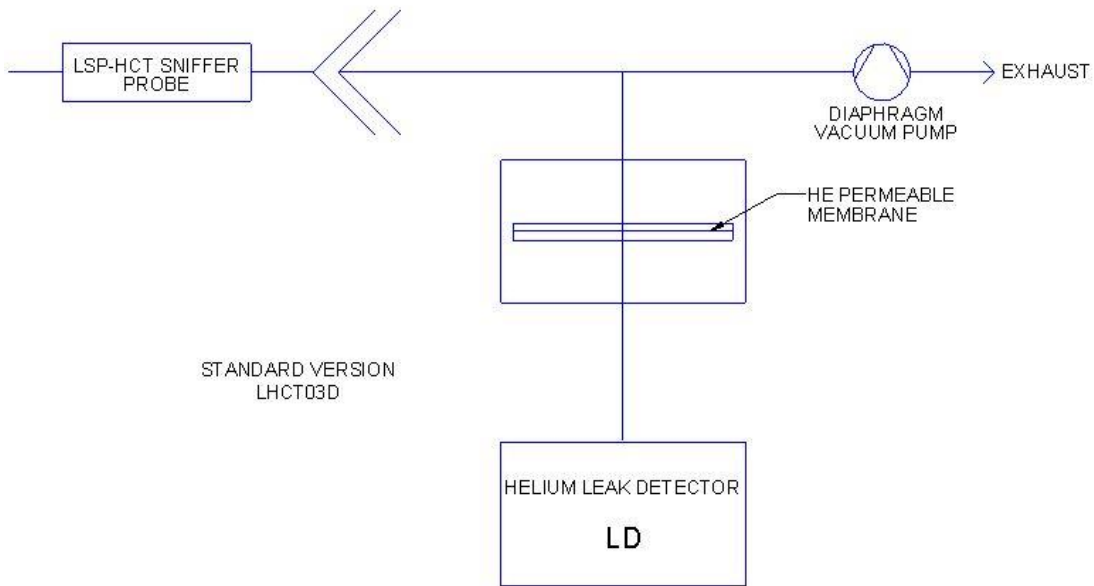 LSP-HCT SNIFFER
PROBE
EXHAUST
DIAPHRAGM
VACUUM PUMP
HE PERMEABLE
MEMBRANE
STANDARD VERSION
LHCT03D
HELIUM LEAK DETECTOR
LD